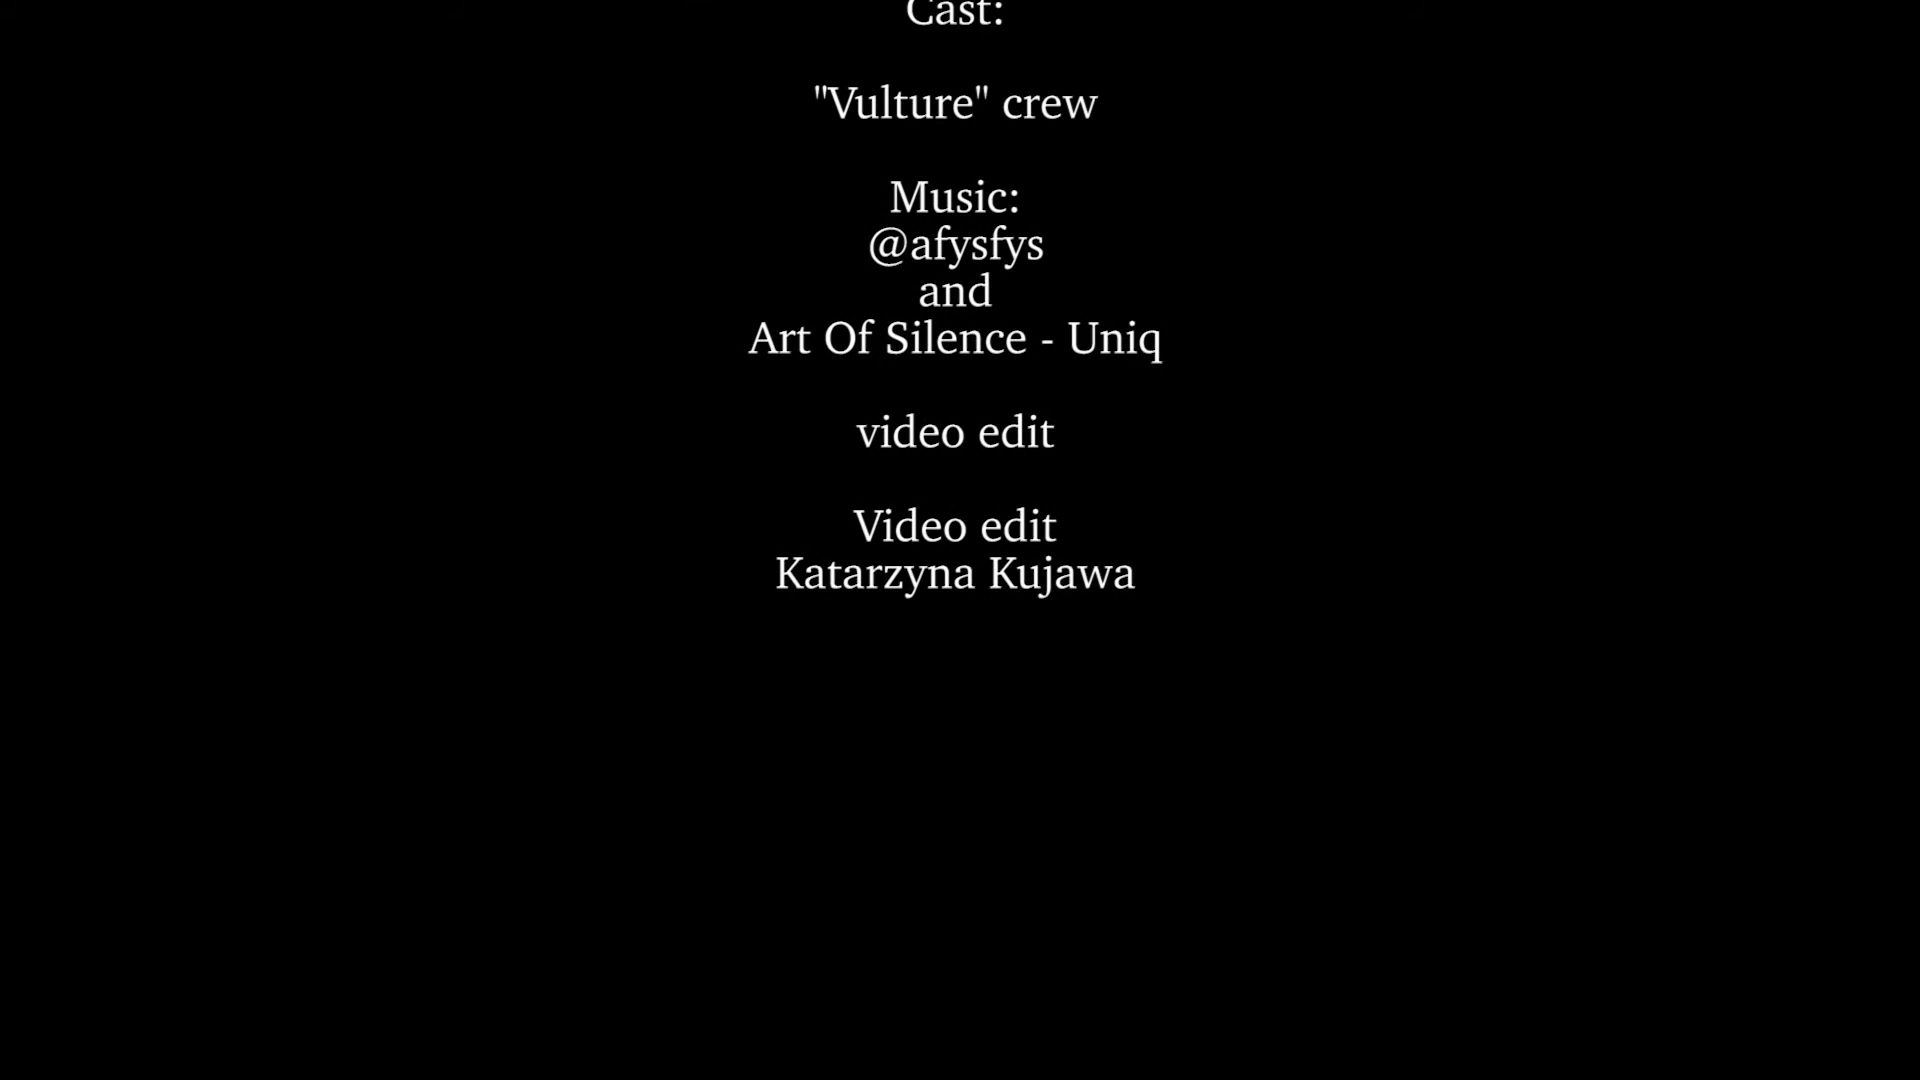 Cast:
"Vulture" crew
Music:
@afysfys
and
Art Of Silence - Uniq
video edit
Video edit
Katarzyna Kujawa